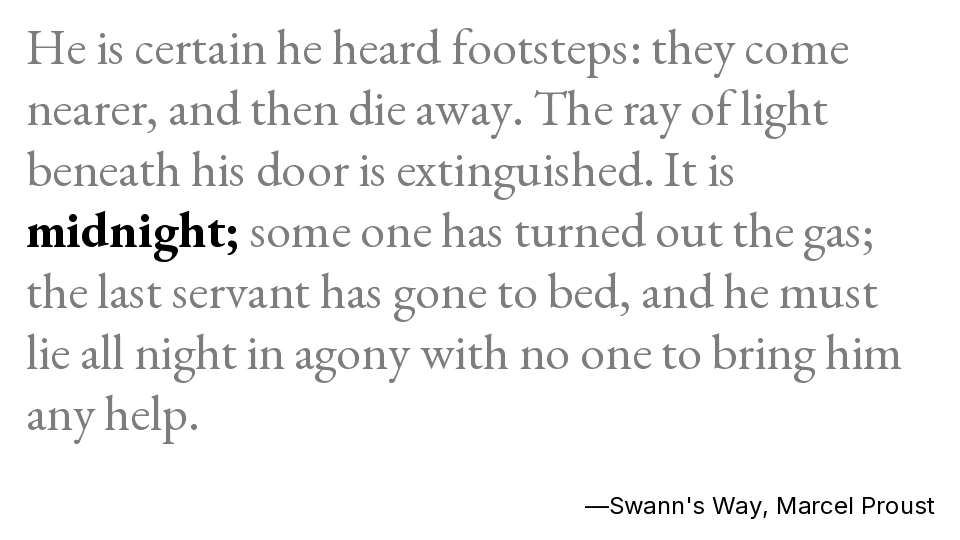 He is certain he heard footsteps: they come
nearer, and then die away. The ray of light
beneath his door is extinguished. It is
midnight; some one has turned out the gas;
the last servant has gone to bed, and he must
lie all night in agony with no one to bring him
any help.
—Swann's Way, Marcel Proust